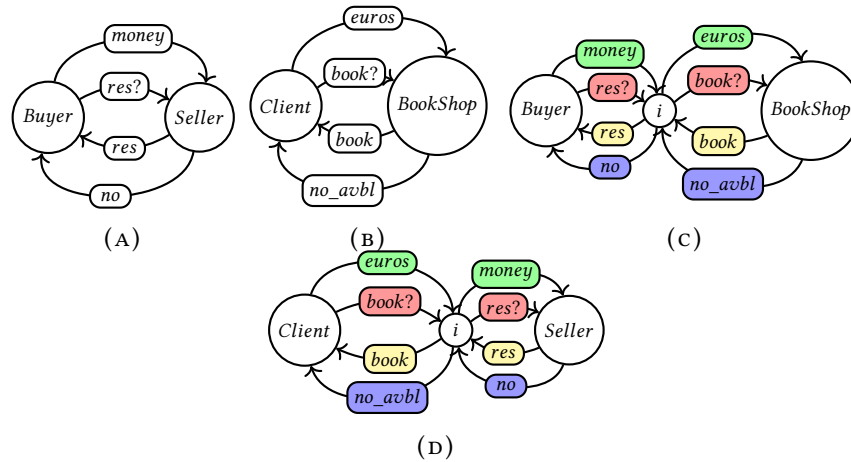 money
res?
Buyer
Seller
res
no
(A)
euros
book?
Client
BookShop
book
no_avbl
(B)
money
euros
res?
book?
Buyer
i
BookShop
res
book
no
no_avbl
(C)
euros
money
book?
res?
Client
i
Seller
book
res
no_avbl
no
(D)